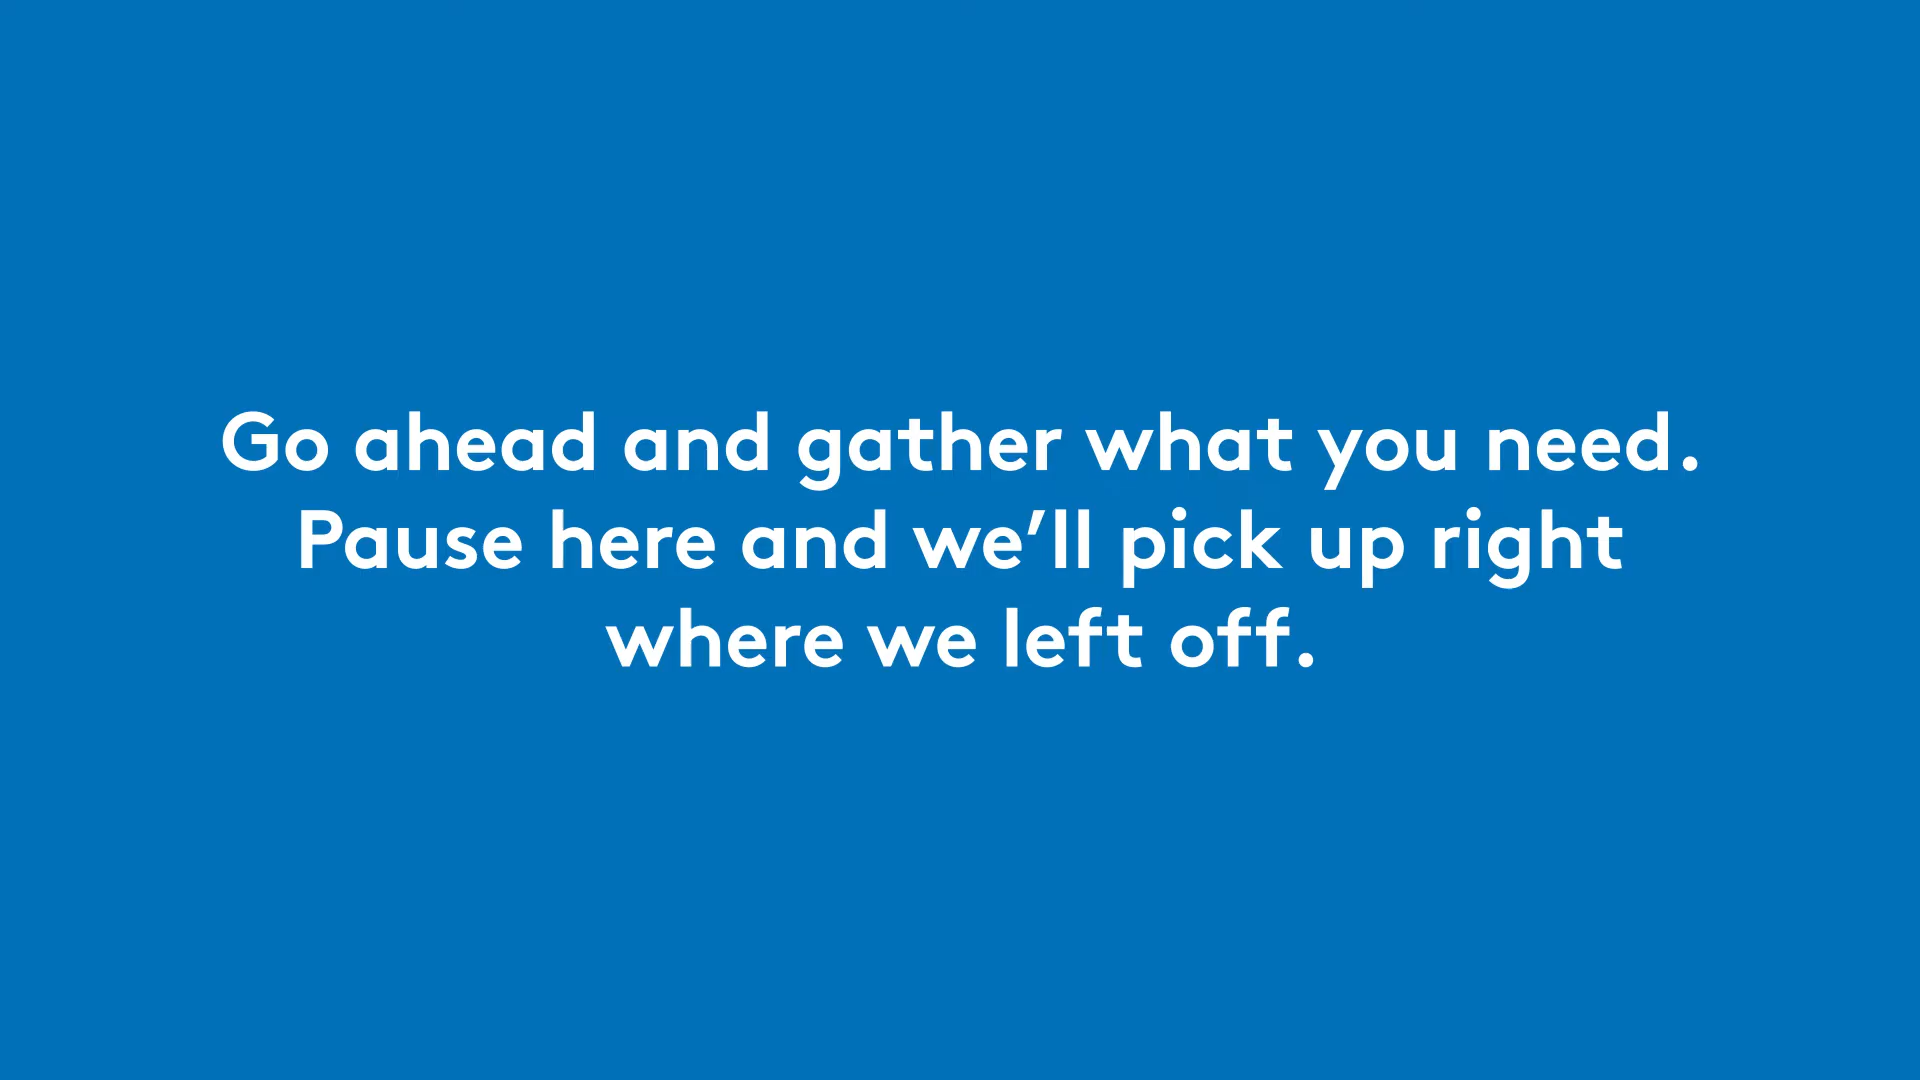 Go ahead and gather what you need.
Pause here and we’ll pick up right
where we left off.